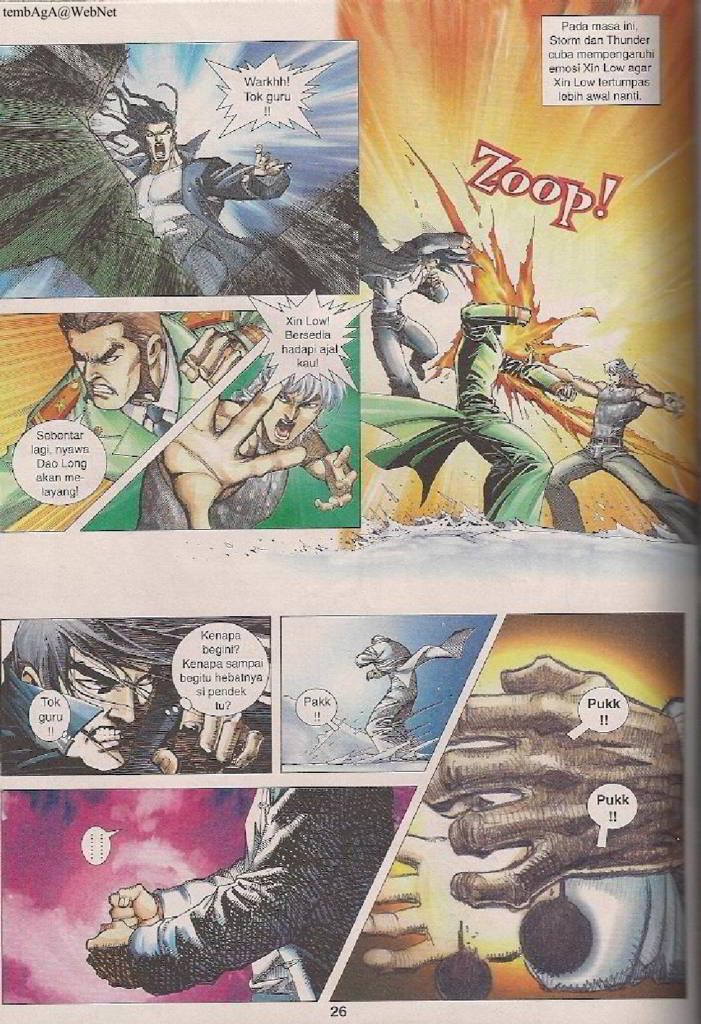 tembAgA@WebNet
Warkhh!
Tok guru
!!
Pada masa ini,
Storm dan Thunder
cuba mempengaruhi
emosi Xin Low agar
Xin Low tertumpas
lebih awal nanti.
Zoop!
Xin Low!
Bersedia
hadapi ajal
kau!
Sebentar
lagi, nyawa
Dao Long
akan me-
layang!
Kenapa
begini?
Kenapa sampai
begitu hebatnya
si pendek
tu?
Tok
guru
!!
Pakk
!!
Pukk
!!
Pukk
!!
26